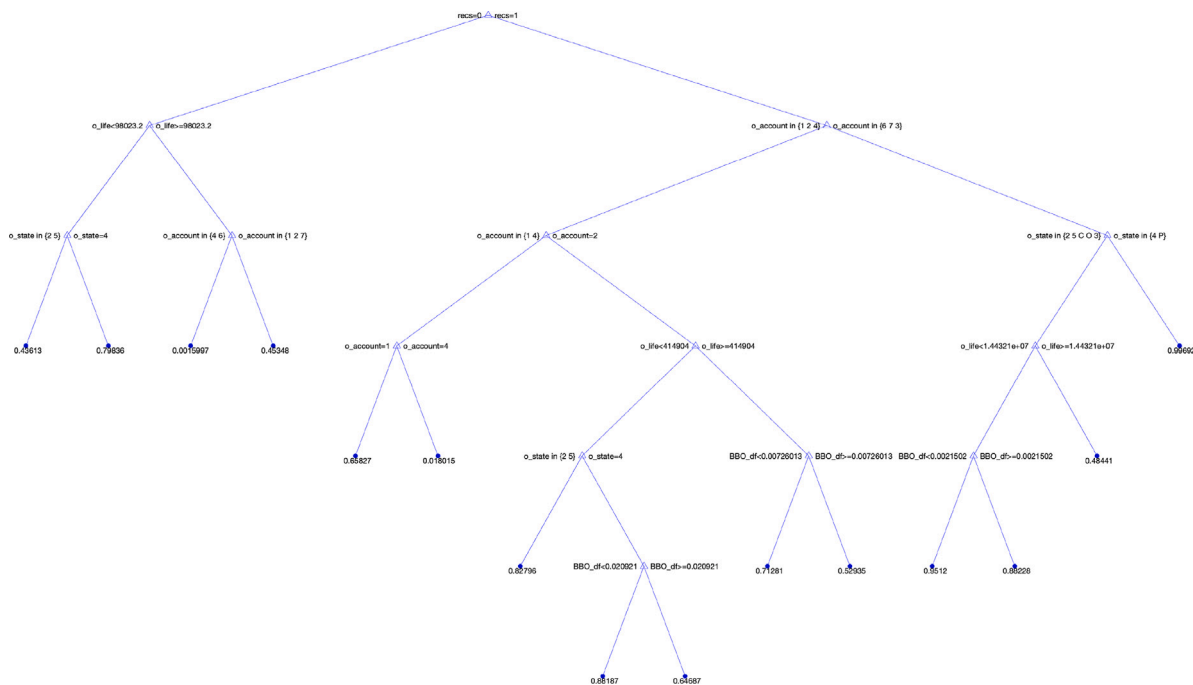 recs=0 recs=1
o_life<98023.2 o_life>=98023.2
o_account in {1 2 4} o_account in {6 7 3}
o_state in {2 5} o_state=4
o_account in {4 6} o_account in {1 2 7}
o_account in {1 4} o_account=2
o_state in {2 5 C O 3} o_state in {4 P}
0.43613
0.79836
0.0015997
0.45348
o_account=1 o_account=4
o_life<414904 o_life>=414904
o_life<1.44321e+07 o_life>=1.44321e+07
0.99692
0.65827
0.018015
o_state in {2 5} o_state=4
BBO_df<0.00726013 BBO_df>=0.00726013
BBO_df<0.0021502 BBO_df>=0.0021502
0.48441
0.82796
BBO_df<0.020921 BBO_df>=0.020921
0.71281
0.52935
0.9512
0.88228
0.88187
0.64687